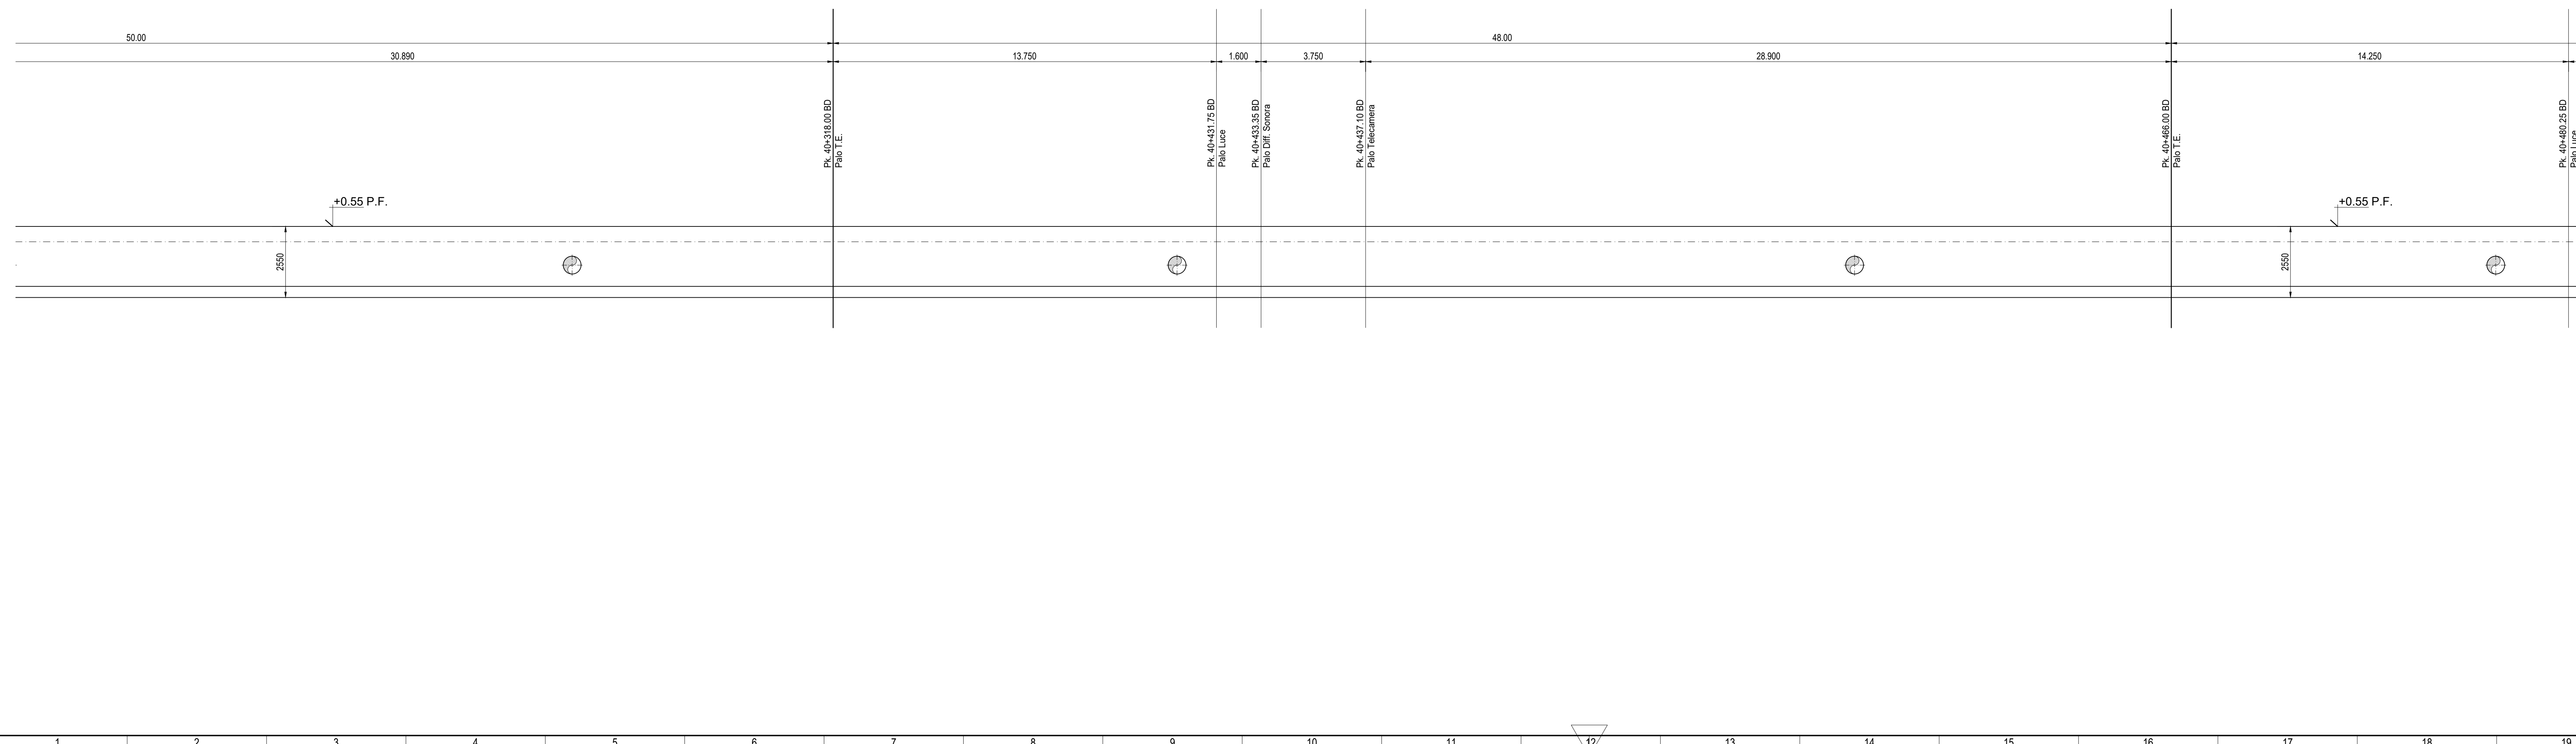 50.00
48.00
30.890
13.750
1.600
3.750
28.900
14.250
Pk. 40+318.00 BD
Palo T.E.
Pk. 40+431.75 BD
Palo Luce
Pk. 40+433.35 BD
Palo Diff. Sonora
Pk. 40+437.10 BD
Palo Telecamera
Pk. 40+466.00 BD
Palo T.E.
Pk. 40+480.25 BD
Palo Luce
+0.55 P.F.
+0.55 P.F.
2550
2550
1 2 3 4 5 6 7 8 9 10 11 12 13 14 15 16 17 18 19